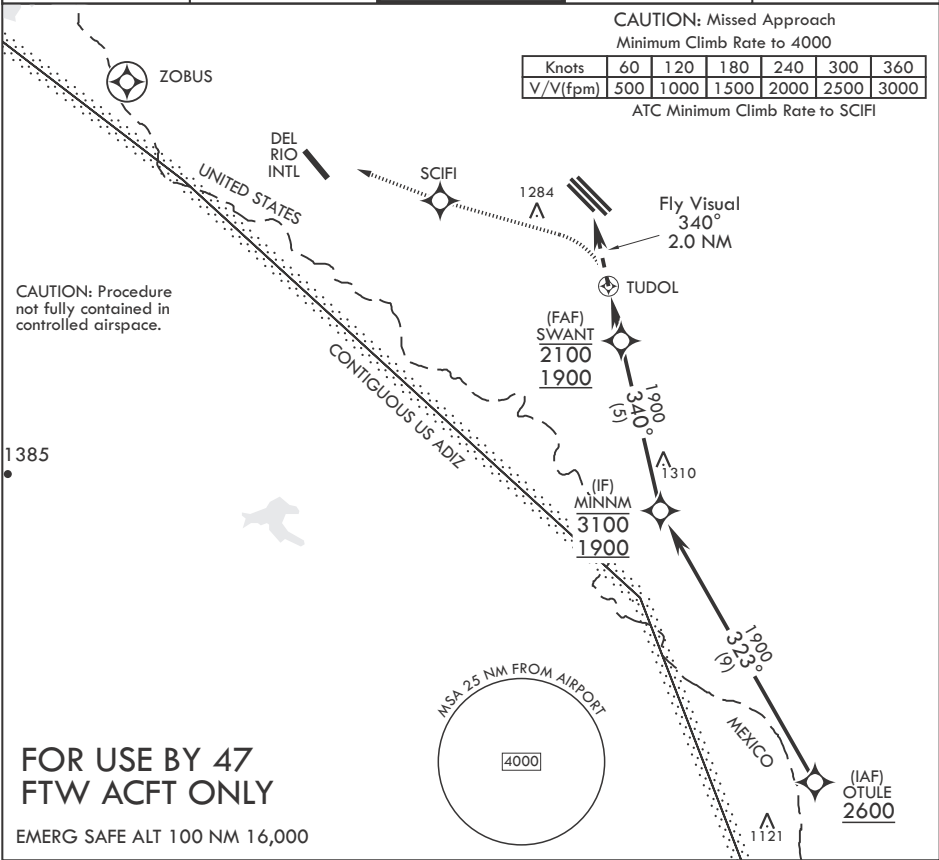 CAUTION: Missed Approach
Minimum Climb Rate to 4000
Knots 60 120 180 240 300 360
V/V(fpm) 500 1000 1500 2000 2500 3000
ATC Minimum Climb Rate to SCIFI
ZOBUS
DEL
RIO
INTL
SCIFI
1284
Fly Visual
340°
2.0 NM
UNITED STATES
TUDOL
CAUTION: Procedure
not fully contained in
controlled airspace.
(FAF)
SWANT
2100
1900
CONTIGUOUS US ADIZ
1900
340°
(5)
1385
1310
(IF)
MINNM
3100
1900
1900
323°
(9)
MSA 25 NM FROM AIRPORT
4000
MEXICO
FOR USE BY 47
FTW ACFT ONLY
(IAF)
OTULE
2600
EMERG SAFE ALT 100 NM 16,000
1121